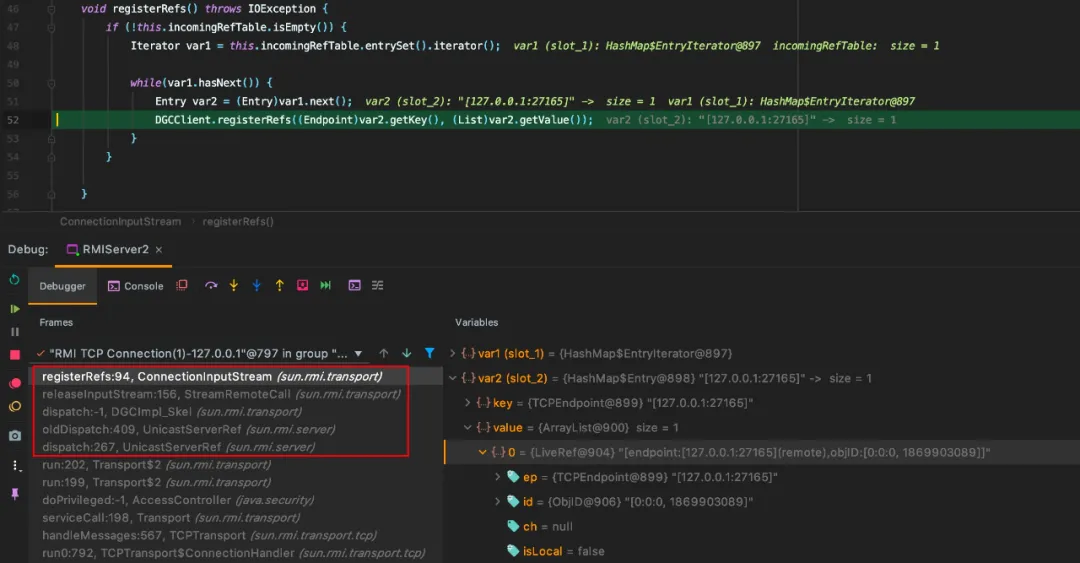 46 void registerRefs() throws IOException {
47 if (!this.incomingRefTable.isEmpty()) {
48 Iterator var1 = this.incomingRefTable.entrySet().iterator(); var1 (slot_1): HashMap$EntryIterator@897 incomingRefTable: size = 1
50 while(var1.hasNext()) {
51 Entry var2 = (Entry)var1.next(); var2 (slot_2): "[127.0.0.1:27165]" -> size = 1 var1 (slot_1): HashMap$EntryIterator@897
52 DGCClient.registerRefs((Endpoint)var2.getKey(), (List)var2.getValue()); var2 (slot_2): "[127.0.0.1:27165]" -> size = 1
53 }
54 }
55
56 }
ConnectionInputStream › registerRefs()
Debug: RMIServer2 ×
Debugger Console
Frames
Variables
"RMI TCP Connection(1)-127.0.0.1"@797 in group "...
registerRefs:94, ConnectionInputStream (sun.rmi.transport)
releaseInputStream:156, StreamRemoteCall (sun.rmi.transport)
dispatch:-1, DGCImpl_Skel (sun.rmi.transport)
oldDispatch:409, UnicastServerRef (sun.rmi.server)
dispatch:267, UnicastServerRef (sun.rmi.server)
run:202, Transport$2 (sun.rmi.transport)
run:199, Transport$2 (sun.rmi.transport)
doPrivileged:-1, AccessController (java.security)
serviceCall:198, Transport (sun.rmi.transport)
handleMessages:567, TCPTransport (sun.rmi.transport.tcp)
run0:792, TCPTransport$ConnectionHandler (sun.rmi.transport.tcp)
var1 (slot_1) = {HashMap$EntryIterator@897}
var2 (slot_2) = {HashMap$Entry@898} "[127.0.0.1:27165]" -> size = 1
key = {TCPEndpoint@899} "[127.0.0.1:27165]"
value = {ArrayList@900} size = 1
0 = {LiveRef@904} "[endpoint:[127.0.0.1:27165](remote),objID:[0:0:0, 1869903089]]"
ep = {TCPEndpoint@899} "[127.0.0.1:27165]"
id = {ObjID@906} "[0:0:0, 1869903089]"
ch = null
isLocal = false